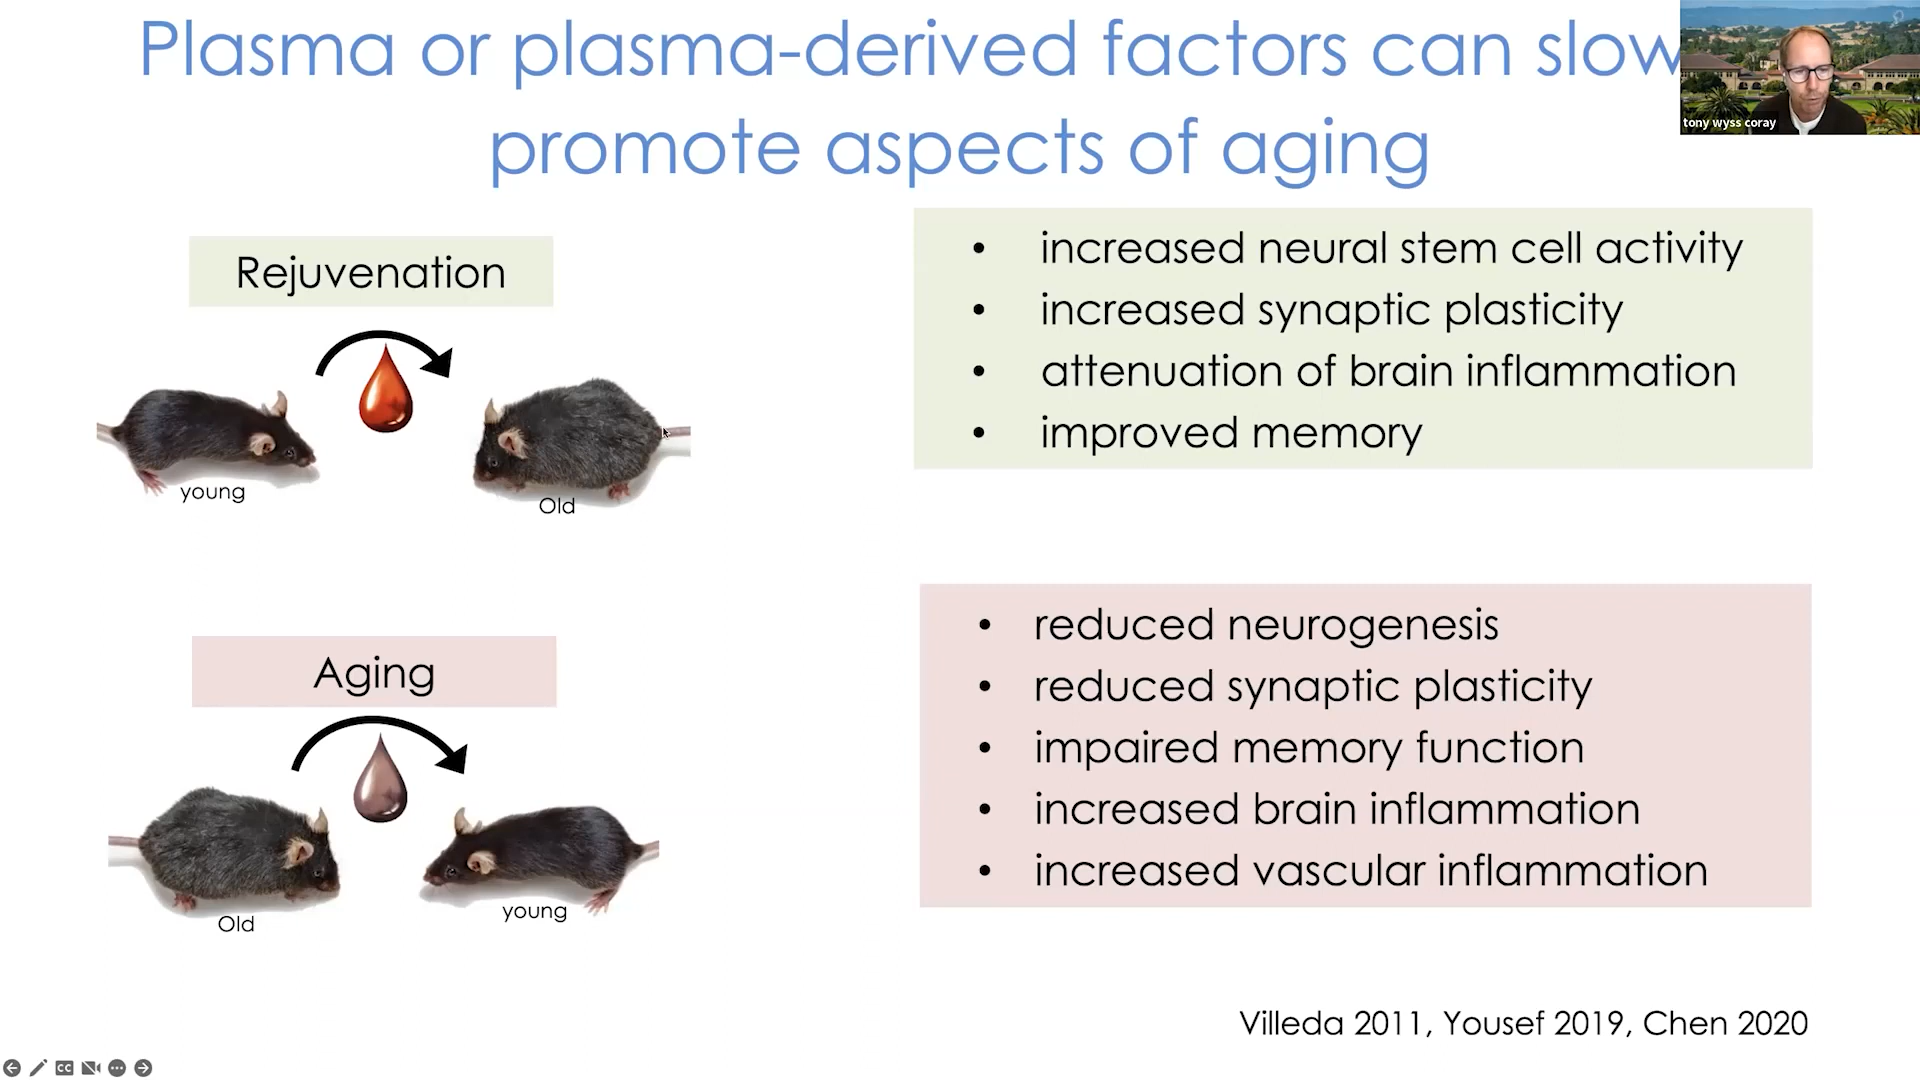 Plasma or plasma-derived factors can slow
promote aspects of aging
tony wyss coray
Rejuvenation
young
Old
• increased neural stem cell activity
• increased synaptic plasticity
• attenuation of brain inflammation
• improved memory
Aging
Old
young
• reduced neurogenesis
• reduced synaptic plasticity
• impaired memory function
• increased brain inflammation
• increased vascular inflammation
Villeda 2011, Yousef 2019, Chen 2020
CC